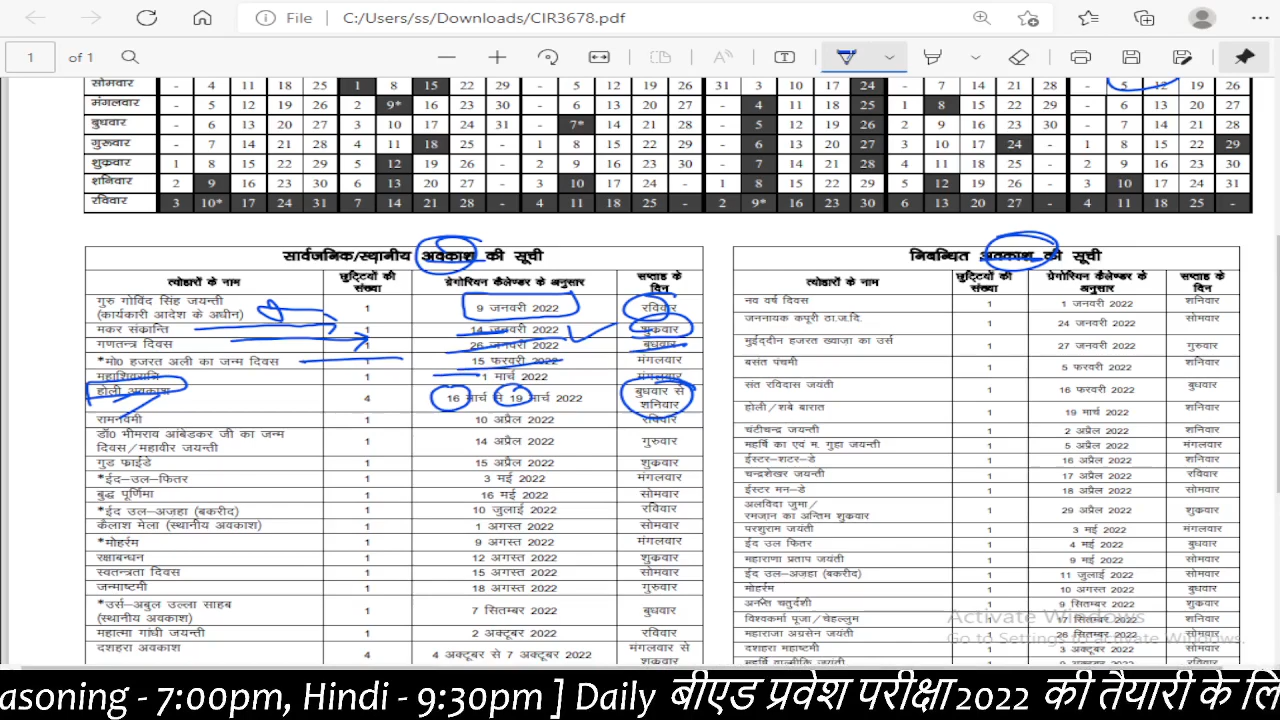 File | C:/Users/ss/Downloads/CIR3678.pdf
1 of 1
सोमवार - 4 11 18 25 1 8 15 22 29 - 5 12 19 26 31 3 10 17 24 - 7 14 21 28 - 5 12 19 26
मंगलवार - 5 12 19 26 2 9* 16 23 30 - 6 13 20 27 - 4 11 18 25 1 8 15 22 29 - 6 13 20 27
बुधवार - 6 13 20 27 3 10 17 24 31 - 7* 14 21 28 - 5 12 19 26 2 9 16 23 30 - 7 14 21 28
गुरूवार - 7 14 21 28 4 11 18 25 - 1 8 15 22 29 - 6 13 20 27 3 10 17 24 - 1 8 15 22 29
शुक्रवार 1 8 15 22 29 5 12 19 26 - 2 9 16 23 30 - 7 14 21 28 4 11 18 25 - 2 9 16 23 30
शनिवार 2 9 16 23 30 6 13 20 27 - 3 10 17 24 - 1 8 15 22 29 5 12 19 26 - 3 10 17 24 31
रविवार 3 10* 17 24 31 7 14 21 28 - 4 11 18 25 - 2 9* 16 23 30 6 13 20 27 - 4 11 18 25 -
सार्वजनिक/स्थानीय अवकाश की सूची
त्योहारों के नाम छुट्टियों की संख्या ग्रेगोरियन कैलेण्डर के अनुसार सप्ताह के दिन
गुरु गोविंद सिंह जयन्ती (कार्यकारी आदेश के अधीन) 1 9 जनवरी 2022 रविवार
मकर संक्रान्ति 1 14 जनवरी 2022 शुक्रवार
गणतन्त्र दिवस 1 26 जनवरी 2022 बुधवार
*मो0 हजरत अली का जन्म दिवस 1 15 फरवरी 2022 मंगलवार
महाशिवरात्रि 1 1 मार्च 2022 मंगलवार
होली अवकाश 4 16 मार्च से 19 मार्च 2022 बुधवार से शनिवार
रामनवमी 1 10 अप्रैल 2022 रविवार
डॉ0 भीमराव आंबेडकर जी का जन्म दिवस/महावीर जयन्ती 1 14 अप्रैल 2022 गुरुवार
गुड फाईडे 1 15 अप्रैल 2022 शुक्रवार
*ईद-उल-फितर 1 3 मई 2022 मंगलवार
बुद्ध पूर्णिमा 1 16 मई 2022 सोमवार
*ईद उल-अजहा (बकरीद) 1 10 जुलाई 2022 रविवार
कैलाश मेला (स्थानीय अवकाश) 1 1 अगस्त 2022 सोमवार
*मोहर्रम 1 9 अगस्त 2022 मंगलवार
रक्षाबन्धन 1 12 अगस्त 2022 शुक्रवार
स्वतन्त्रता दिवस 1 15 अगस्त 2022 सोमवार
जन्माष्टमी 1 18 अगस्त 2022 गुरुवार
*उर्स-अबुल उल्ला साहब (स्थानीय अवकाश) 1 7 सितम्बर 2022 बुधवार
महात्मा गांधी जयन्ती 1 2 अक्टूबर 2022 रविवार
दशहरा अवकाश 4 4 अक्टूबर से 7 अक्टूबर 2022 मंगलवार से शुक्रवार
निबन्धित अवकाश की सूची
त्योहारों के नाम छुट्टियों की संख्या ग्रेगोरियन कैलेण्डर के अनुसार सप्ताह के दिन
नव वर्ष दिवस 1 1 जनवरी 2022 शनिवार
जननायक कपूरी ठा.ज.दि. 1 24 जनवरी 2022 सोमवार
मुईद्दीन हजरत ख्वाजा का उर्स 1 27 जनवरी 2022 गुरुवार
बसंत पंचमी 1 5 फरवरी 2022 शनिवार
संत रविदास जयंती 1 16 फरवरी 2022 बुधवार
होली/शबे बारात 1 19 मार्च 2022 शनिवार
चंटीचन्द्र जयन्ती 1 2 अप्रैल 2022 शनिवार
महर्षि का एवं म. गुहा जयन्ती 1 5 अप्रैल 2022 मंगलवार
ईस्टर-शटर-डे 1 16 अप्रैल 2022 शनिवार
चन्द्रशेखर जयन्ती 1 17 अप्रैल 2022 रविवार
ईस्टर मन-डे 1 18 अप्रैल 2022 सोमवार
अलविदा जुमा/रमजान का अन्तिम शुक्रवार 1 29 अप्रैल 2022 शुक्रवार
परशुराम जयंती 1 3 मई 2022 मंगलवार
ईद उल फितर 1 4 मई 2022 बुधवार
महाराणा प्रताप जयंती 1 9 मई 2022 सोमवार
ईद उल-अजहा (बकरीद) 1 11 जुलाई 2022 सोमवार
मोहर्रम 1 10 अगस्त 2022 बुधवार
अनन्त चतुर्दशी 1 9 सितम्बर 2022 शुक्रवार
विश्वकर्मा पूजा/चेहल्लुम 1 17 सितम्बर 2022 शनिवार
महाराजा अग्रसेन जयंती 1 26 सितम्बर 2022 सोमवार
दशहरा महाष्टमी 1 3 अक्टूबर 2022 सोमवार
महर्षि वाल्मीकि जयंती 1 9 अक्टूबर 2022 रविवार
Activate Windows
Go to Settings to activate Windows.
asoning - 7:00pm, Hindi - 9:30pm ] Daily बीएड प्रवेश परीक्षा 2022 की तैयारी के लि